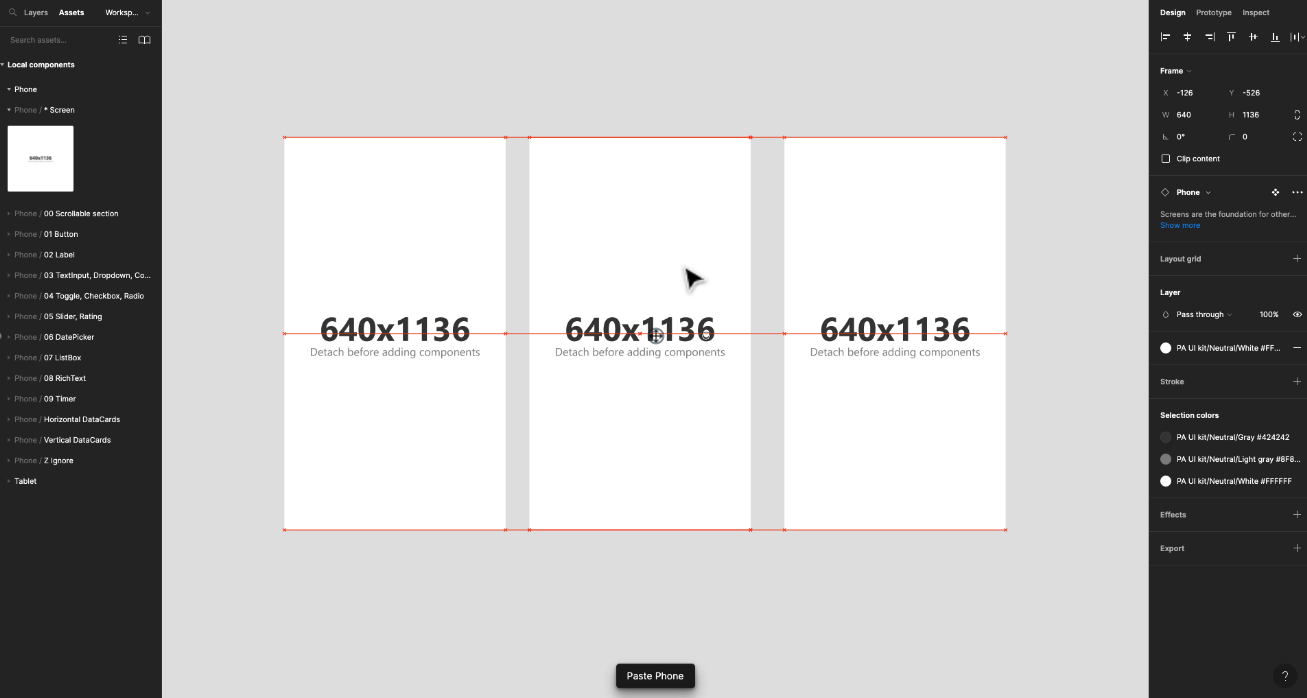 Layers Assets Worksp...
Search assets...
Local components
Phone
Phone / * Screen
640x1136
Phone / 00 Scrollable section
Phone / 01 Button
Phone / 02 Label
Phone / 03 TextInput, Dropdown, Co...
Phone / 04 Toggle, Checkbox, Radio
Phone / 05 Slider, Rating
Phone / 06 DatePicker
Phone / 07 ListBox
Phone / 08 RichText
Phone / 09 Timer
Phone / Horizontal DataCards
Phone / Vertical DataCards
Phone / Z Ignore
Tablet
640x1136
Detach before adding components
640x1136
Detach before adding components
640x1136
Detach before adding components
Paste Phone
Design Prototype Inspect
Frame
X -126 Y -526
W 640 H 1136
0° 0
Clip content
Phone
Screens are the foundation for other...
Show more
Layout grid
Layer
Pass through 100%
PA UI kit/Neutral/White #FF...
Stroke
Selection colors
PA UI kit/Neutral/Gray #424242
PA UI kit/Neutral/Light gray #8F8...
PA UI kit/Neutral/White #FFFFFF
Effects
Export
?